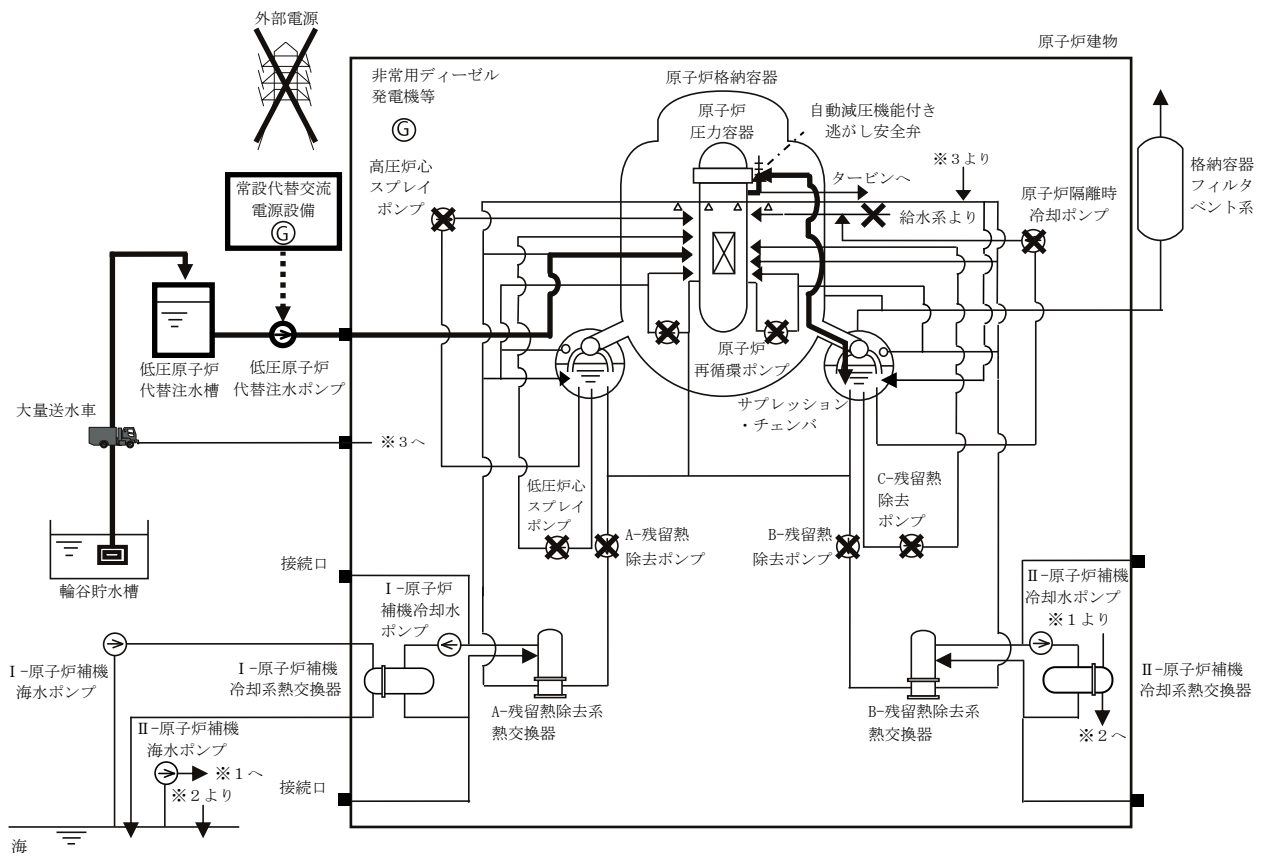 外部電源
原子炉建物
非常用ディーゼル
発電機等
G
原子炉格納容器
原子炉
圧力容器
自動減圧機能付き
逃がし安全弁
※３より
タービンへ
給水系より
原子炉隔離時
冷却ポンプ
格納容器
フィルタ
ベント系
高圧炉心
スプレイ
ポンプ
常設代替交流
電源設備
G
低圧原子炉
代替注水槽
低圧原子炉
代替注水ポンプ
原子炉
再循環ポンプ
サプレッション
・チェンバ
大量送水車
※３へ
低圧炉心
スプレイ
ポンプ
A-残留熱
除去ポンプ
B-残留熱
除去ポンプ
C-残留熱
除去
ポンプ
輪谷貯水槽
接続口
Ⅰ-原子炉
補機冷却水
ポンプ
Ⅱ-原子炉補機
冷却水ポンプ
※１より
Ⅰ-原子炉補機
海水ポンプ
Ⅰ-原子炉補機
冷却系熱交換器
A-残留熱除去系
熱交換器
B-残留熱除去系
熱交換器
Ⅱ-原子炉補機
冷却系熱交換器
※２へ
Ⅱ-原子炉補機
海水ポンプ
※１へ
※２より
接続口
海